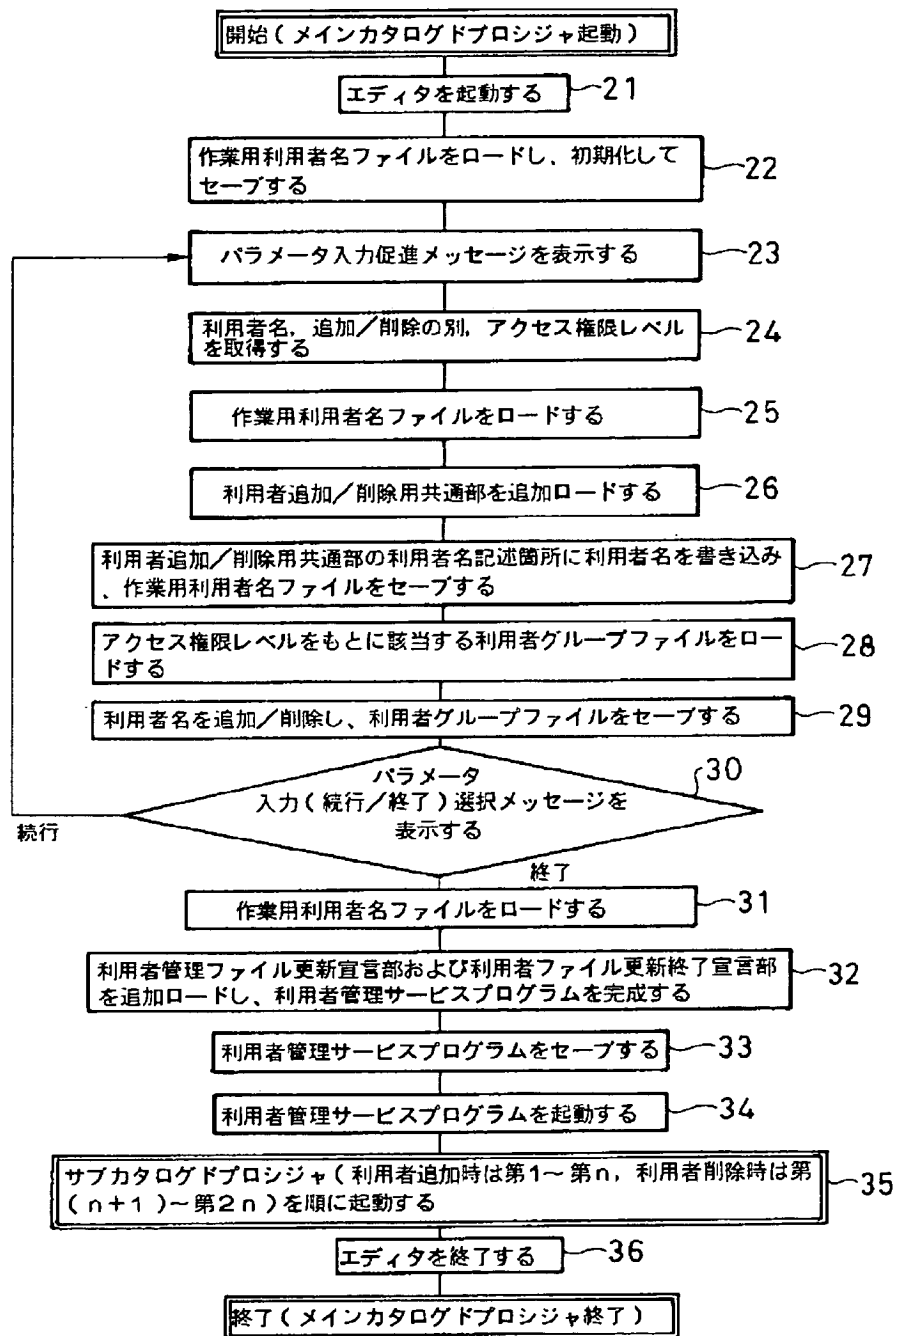 開始（メインカタログドプロシジャ起動）
エディタを起動する
21
作業用利用者名ファイルをロードし、初期化して
セーブする
22
パラメータ入力促進メッセージを表示する
23
利用者名，追加／削除の別，アクセス権限レベル
を取得する
24
作業用利用者名ファイルをロードする
25
利用者追加／削除用共通部を追加ロードする
26
利用者追加／削除用共通部の利用者名記述箇所に利用者名を書き込み
、作業用利用者名ファイルをセーブする
27
アクセス権限レベルをもとに該当する利用者グループファイルをロー
ドする
28
利用者名を追加／削除し、利用者グループファイルをセーブする
29
パラメータ
入力（続行／終了）選択メッセージを
表示する
30
続行
終了
作業用利用者名ファイルをロードする
31
利用者管理ファイル更新宣言部および利用者ファイル更新終了宣言部
を追加ロードし、利用者管理サービスプログラムを完成する
32
利用者管理サービスプログラムをセーブする
33
利用者管理サービスプログラムを起動する
34
サブカタログドプロシジャ（利用者追加時は第１～第ｎ，利用者削除時は第
（ｎ＋１）～第２ｎ）を順に起動する
35
エディタを終了する
36
終了（メインカタログドプロシジャ終了）